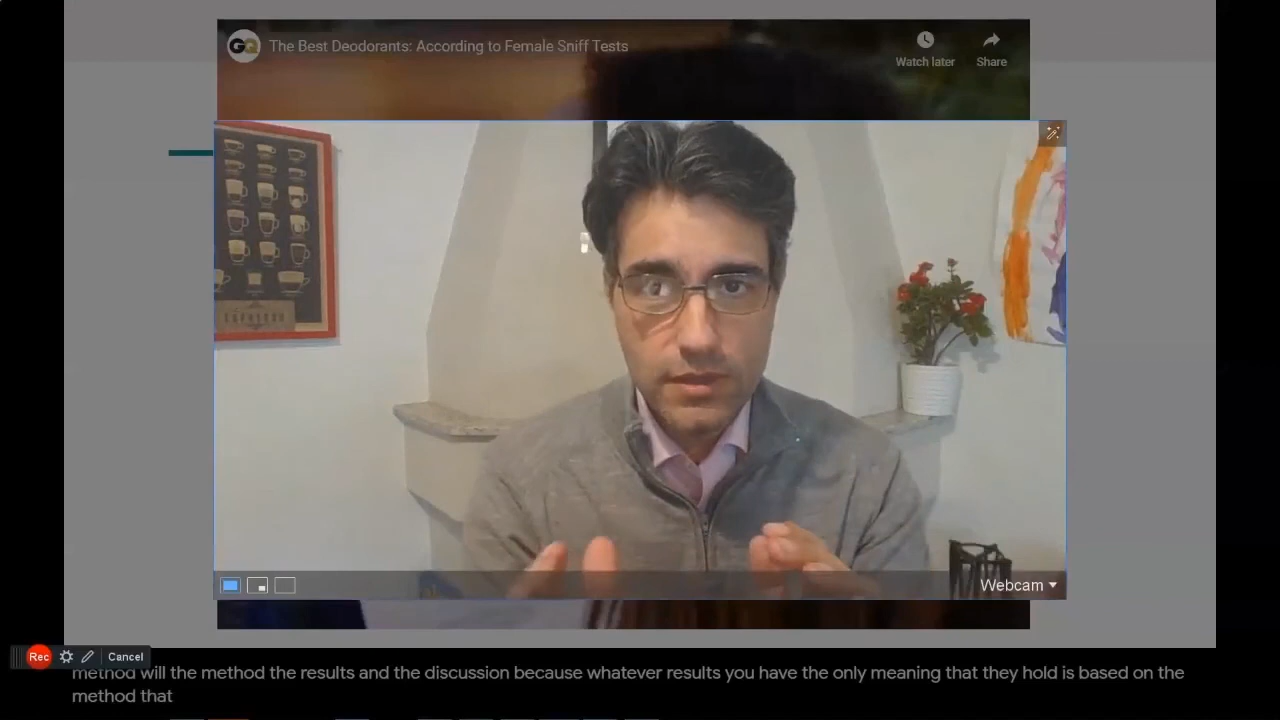 GQ
The Best Deodorants: According to Female Sniff Tests
Watch later
Share
ESPRESSO
Webcam
Rec
Cancel
method will the method the results and the discussion because whatever results you have the only meaning that they hold is based on the
method that